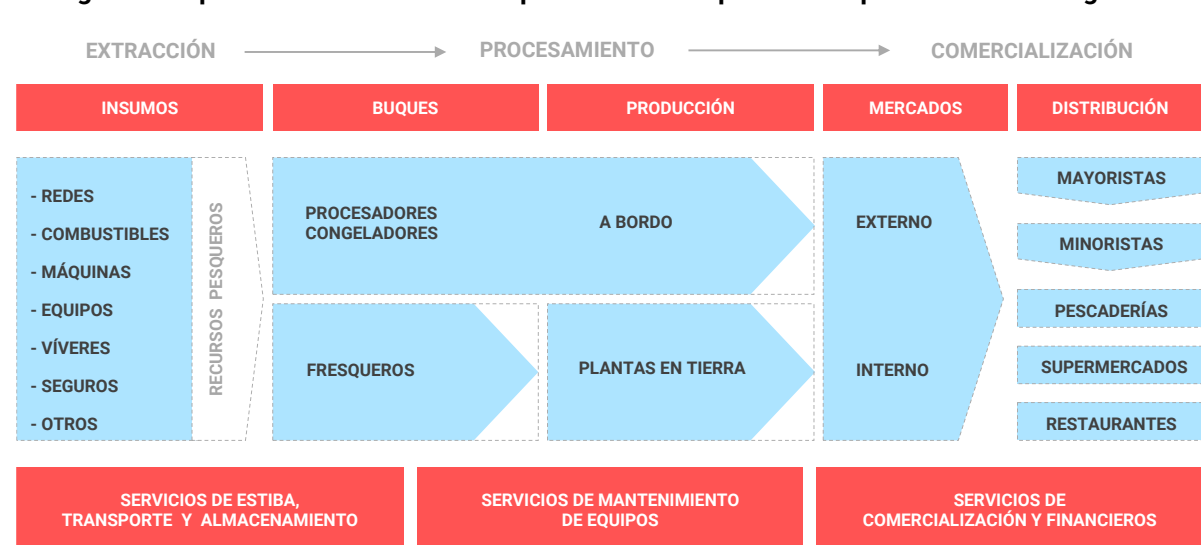 EXTRACCIÓN
PROCESAMIENTO
COMERCIALIZACIÓN
INSUMOS
BUQUES
PRODUCCIÓN
MERCADOS
DISTRIBUCIÓN
- REDES
- COMBUSTIBLES
- MÁQUINAS
- EQUIPOS
- VÍVERES
- SEGUROS
- OTROS
RECURSOS PESQUEROS
PROCESADORES
CONGELADORES
A BORDO
FRESQUEROS
PLANTAS EN TIERRA
EXTERNO
INTERNO
MAYORISTAS
MINORISTAS
PESCADERÍAS
SUPERMERCADOS
RESTAURANTES
SERVICIOS DE ESTIBA,
TRANSPORTE Y ALMACENAMIENTO
SERVICIOS DE MANTENIMIENTO
DE EQUIPOS
SERVICIOS DE
COMERCIALIZACIÓN Y FINANCIEROS